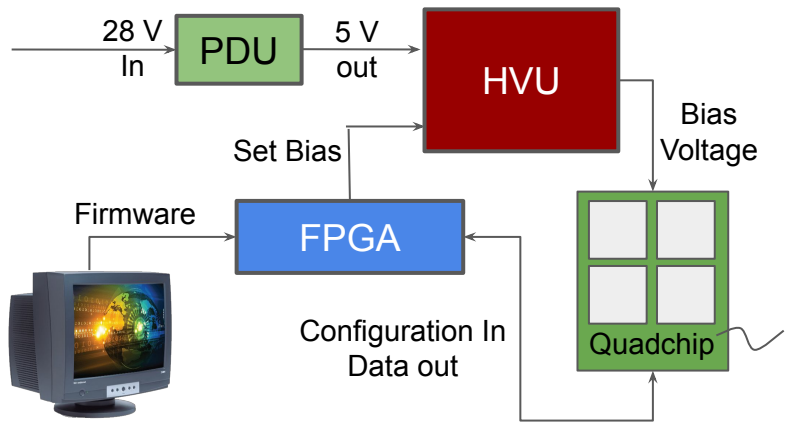 28 V
In
PDU
5 V
out
HVU
Set Bias
Bias
Voltage
Firmware
FPGA
Configuration In
Data out
Quadchip